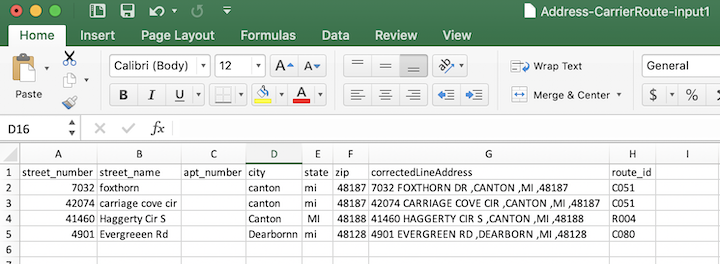 Address-CarrierRoute-input1
Home Insert Page Layout Formulas Data Review View
Paste Calibri (Body) 12 A A ab Wrap Text General
B I U A Merge & Center $ % 
D16 fx
A B C D E F G H I
1 street_number street_name apt_number city state zip correctedLineAddress route_id
2 7032 foxthorn canton mi 48187 7032 FOXTHORN DR ,CANTON ,MI ,48187 C051
3 42074 carriage cove cir canton mi 48187 42074 CARRIAGE COVE CIR ,CANTON ,MI ,48187 C051
4 41460 Haggerty Cir S Canton MI 48188 41460 HAGGERTY CIR S ,CANTON ,MI ,48188 R004
5 4901 Evergreeen Rd Dearbornn mi 48128 4901 EVERGREEN RD ,DEARBORN ,MI ,48128 C080
6